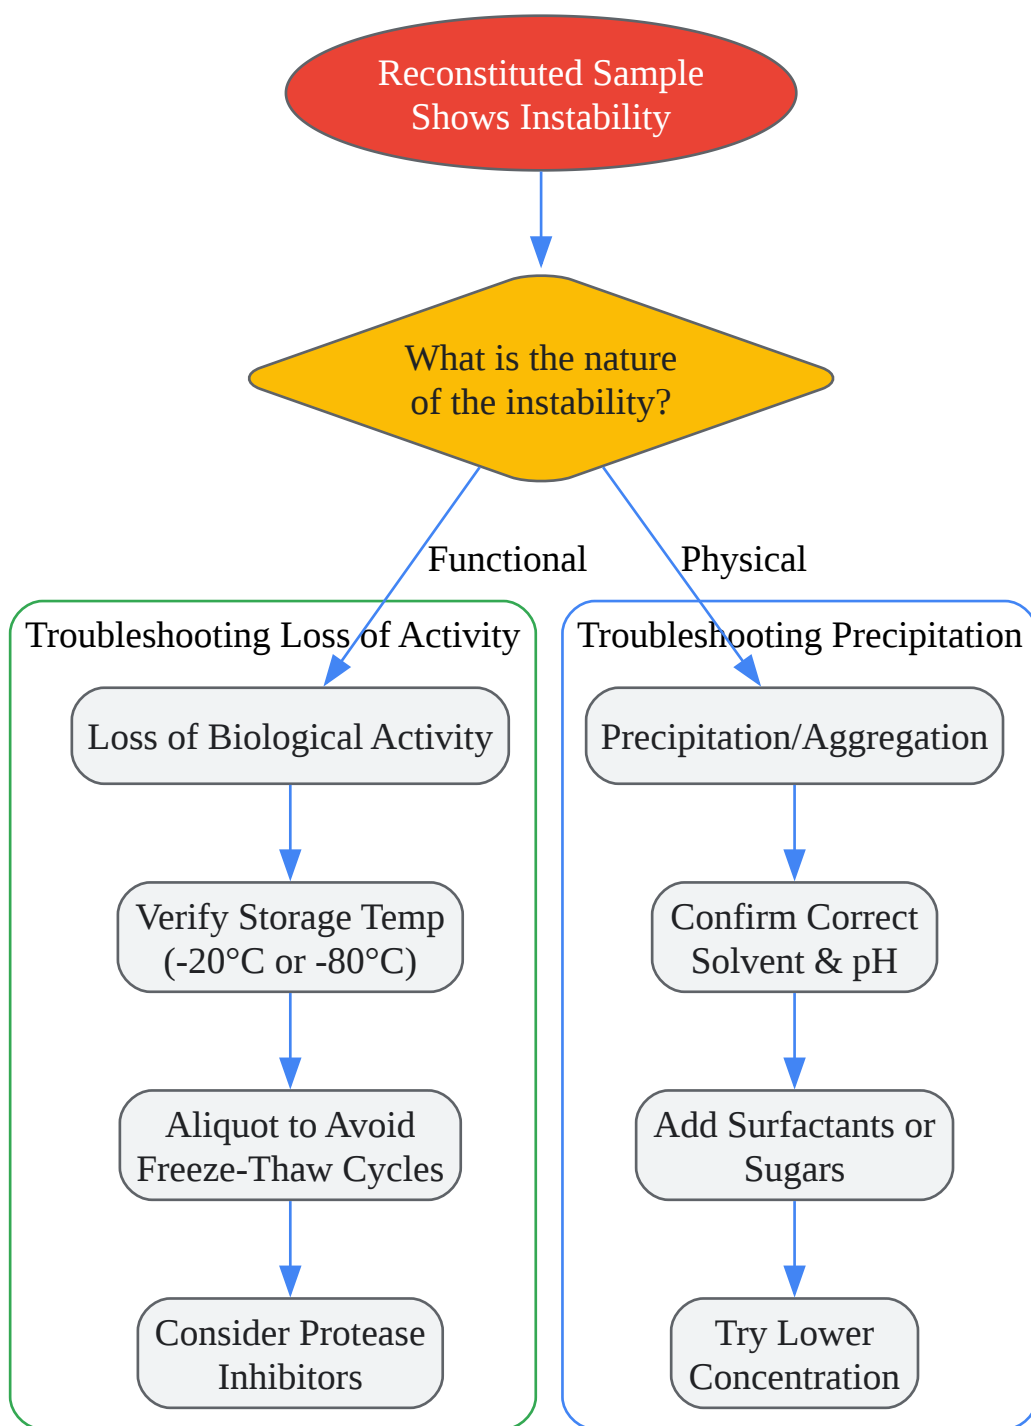 Reconstituted Sample
Shows Instability
What is the nature
of the instability?
Functional
Physical
Troubleshooting Loss of Activity
Loss of Biological Activity
Verify Storage Temp
(-20°C or -80°C)
Aliquot to Avoid
Freeze-Thaw Cycles
Consider Protease
Inhibitors
Troubleshooting Precipitation
Precipitation/Aggregation
Confirm Correct
Solvent & pH
Add Surfactants or
Sugars
Try Lower
Concentration